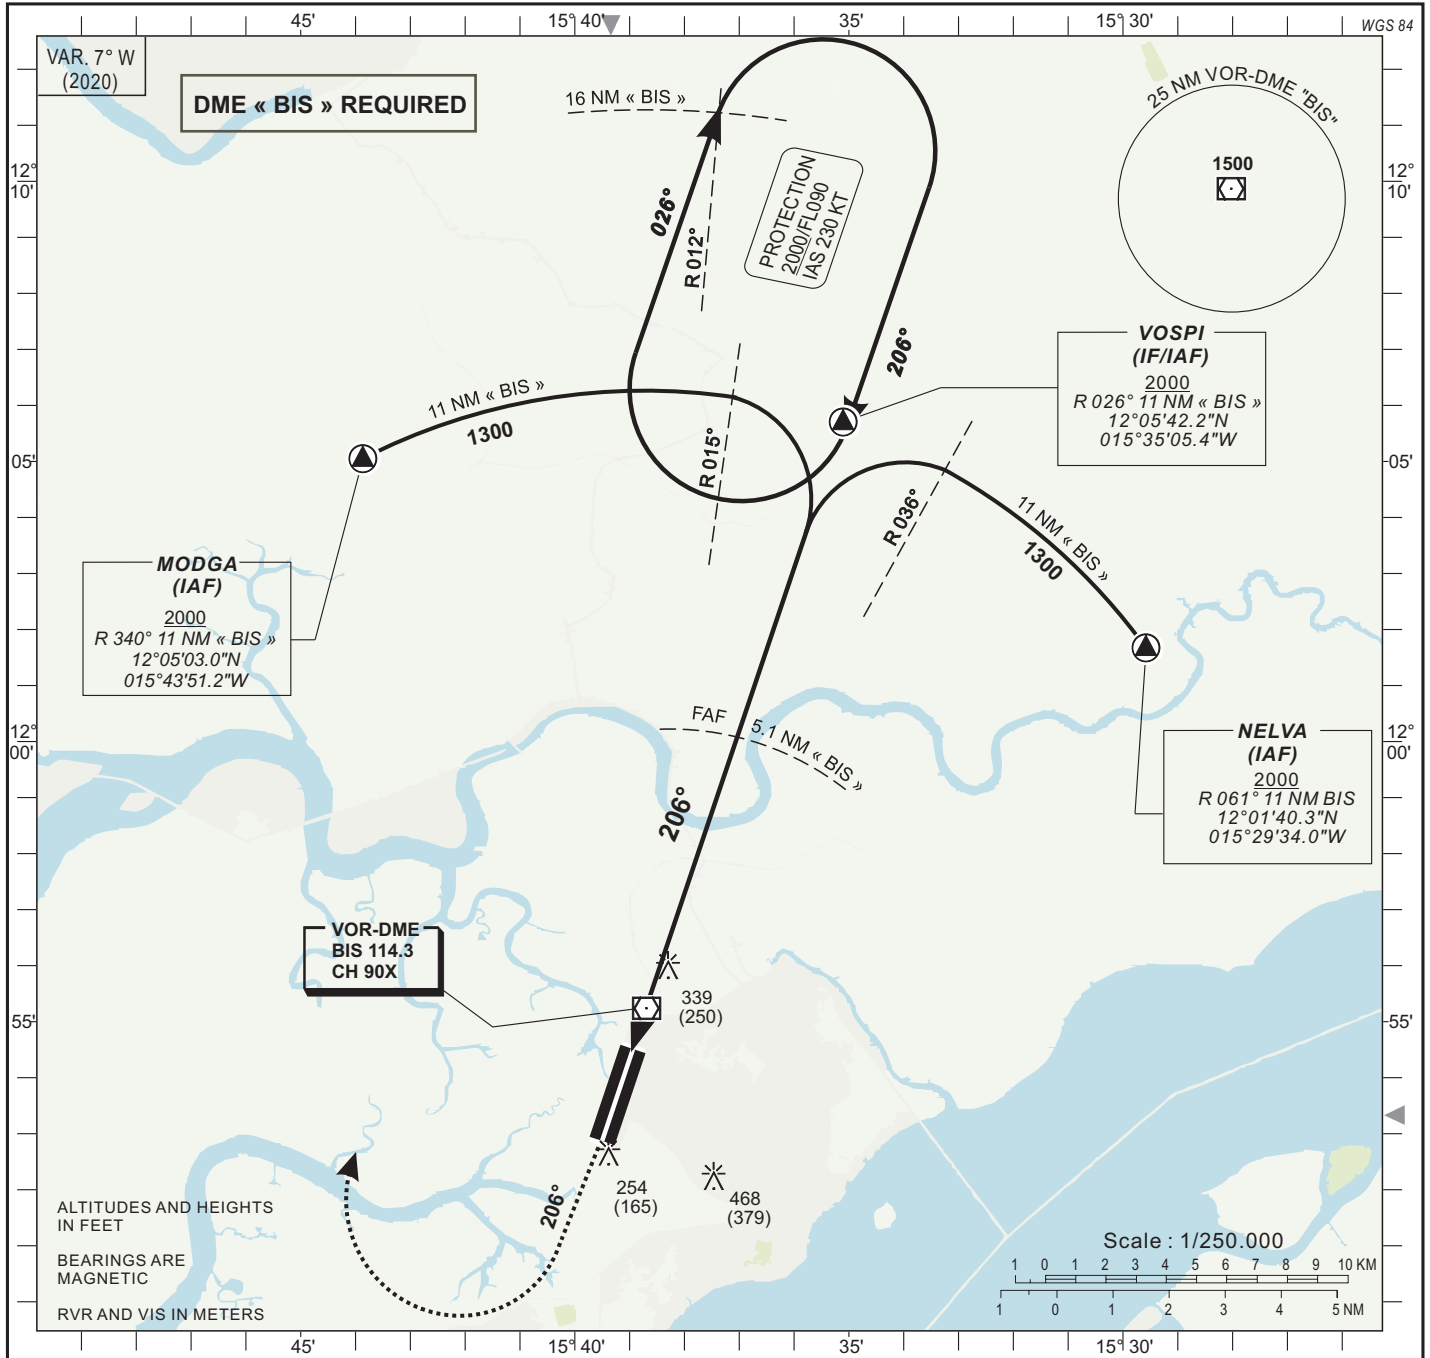 45'
15° 40'
35'
15° 30'
WGS 84
VAR. 7° W
(2020)
DME « BIS » REQUIRED
16 NM « BIS »
25 NM VOR-DME "BIS"
1500
12°
10'
12°
10'
PROTECTION
2000/FL090
IAS 230 KT
026°
R 012°
206°
VOSPI
(IF/IAF)
2000
R 026° 11 NM « BIS »
12°05'42.2"N
015°35'05.4"W
11 NM « BIS »
1300
R 015°
R 036°
11 NM « BIS »
1300
05'
05'
MODGA
(IAF)
2000
R 340° 11 NM « BIS »
12°05'03.0"N
015°43'51.2"W
FAF
5.1 NM « BIS »
12°
00'
12°
00'
NELVA
(IAF)
2000
R 061° 11 NM BIS
12°01'40.3"N
015°29'34.0"W
206°
VOR-DME
BIS 114.3
CH 90X
339
(250)
55'
55'
254
(165)
468
(379)
206°
ALTITUDES AND HEIGHTS
IN FEET
BEARINGS ARE
MAGNETIC
RVR AND VIS IN METERS
Scale : 1/250.000
1 0 1 2 3 4 5 6 7 8 9 10 KM
1 0 1 2 3 4 5 NM
45'
15° 40'
35'
15° 30'